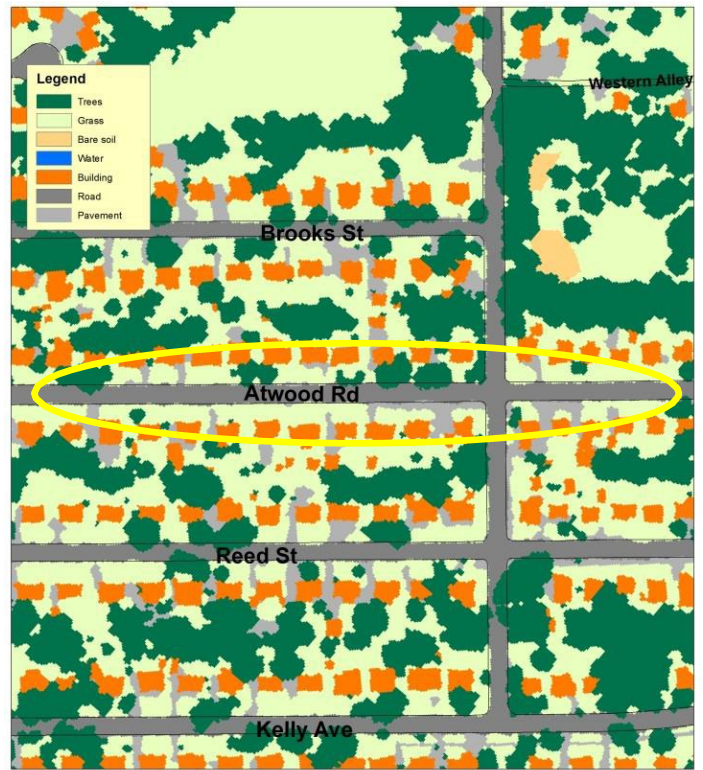 Legend
Trees
Grass
Bare soil
Water
Building
Road
Pavement
Western Alley
Brooks St
Atwood Rd
Reed St
Kelly Ave